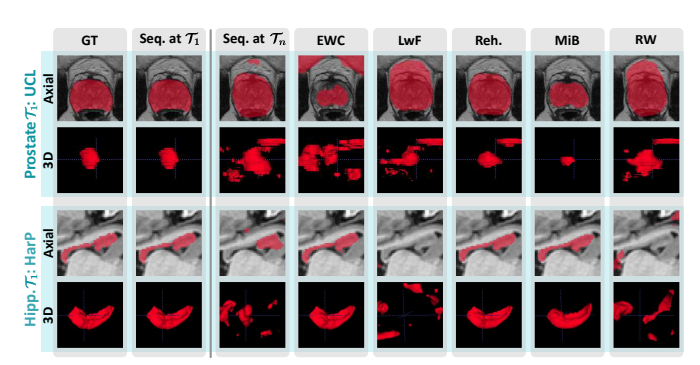 GT Seq. at 𝒯₁ Seq. at 𝒯ₙ EWC LwF Reh. MiB RW
Prostate 𝒯₁: UCL
Axial
3D
Hipp. 𝒯₁: HarP
Axial
3D